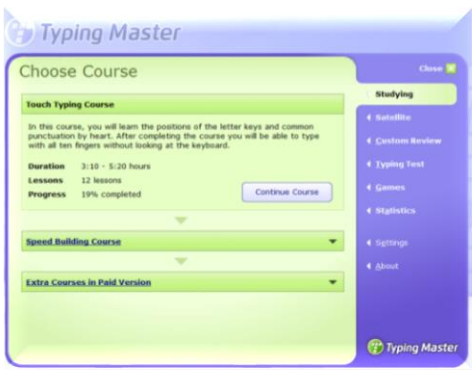 Typing Master
Choose Course
Close
Touch Typing Course
In this course, you will learn the positions of the letter keys and common
punctuation by heart. After completing the course you will be able to type
with all ten fingers without looking at the keyboard.
Duration 3:10 - 5:20 hours
Lessons 12 lessons
Progress 19% completed
Continue Course
Speed Building Course
Extra Courses in Paid Version
Studying
Satellite
Custom Review
Typing Test
Games
Statistics
Settings
About
Typing Master